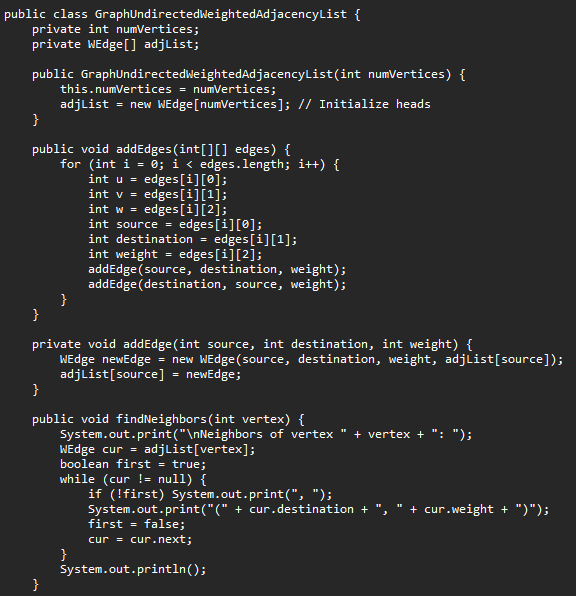 public class GraphUndirectedWeightedAdjacencyList {
    private int numVertices;
    private WEdge[] adjList;

    public GraphUndirectedWeightedAdjacencyList(int numVertices) {
        this.numVertices = numVertices;
        adjList = new WEdge[numVertices]; // Initialize heads
    }

    public void addEdges(int[][] edges) {
        for (int i = 0; i < edges.length; i++) {
            int u = edges[i][0];
            int v = edges[i][1];
            int w = edges[i][2];
            int source = edges[i][0];
            int destination = edges[i][1];
            int weight = edges[i][2];
            addEdge(source, destination, weight);
            addEdge(destination, source, weight);
        }
    }

    private void addEdge(int source, int destination, int weight) {
        WEdge newEdge = new WEdge(source, destination, weight, adjList[source]);
        adjList[source] = newEdge;
    }

    public void findNeighbors(int vertex) {
        System.out.print("\nNeighbors of vertex " + vertex + ": ");
        WEdge cur = adjList[vertex];
        boolean first = true;
        while (cur != null) {
            if (!first) System.out.print(", ");
            System.out.print("(" + cur.destination + ", " + cur.weight + ")");
            first = false;
            cur = cur.next;
        }
        System.out.println();
    }